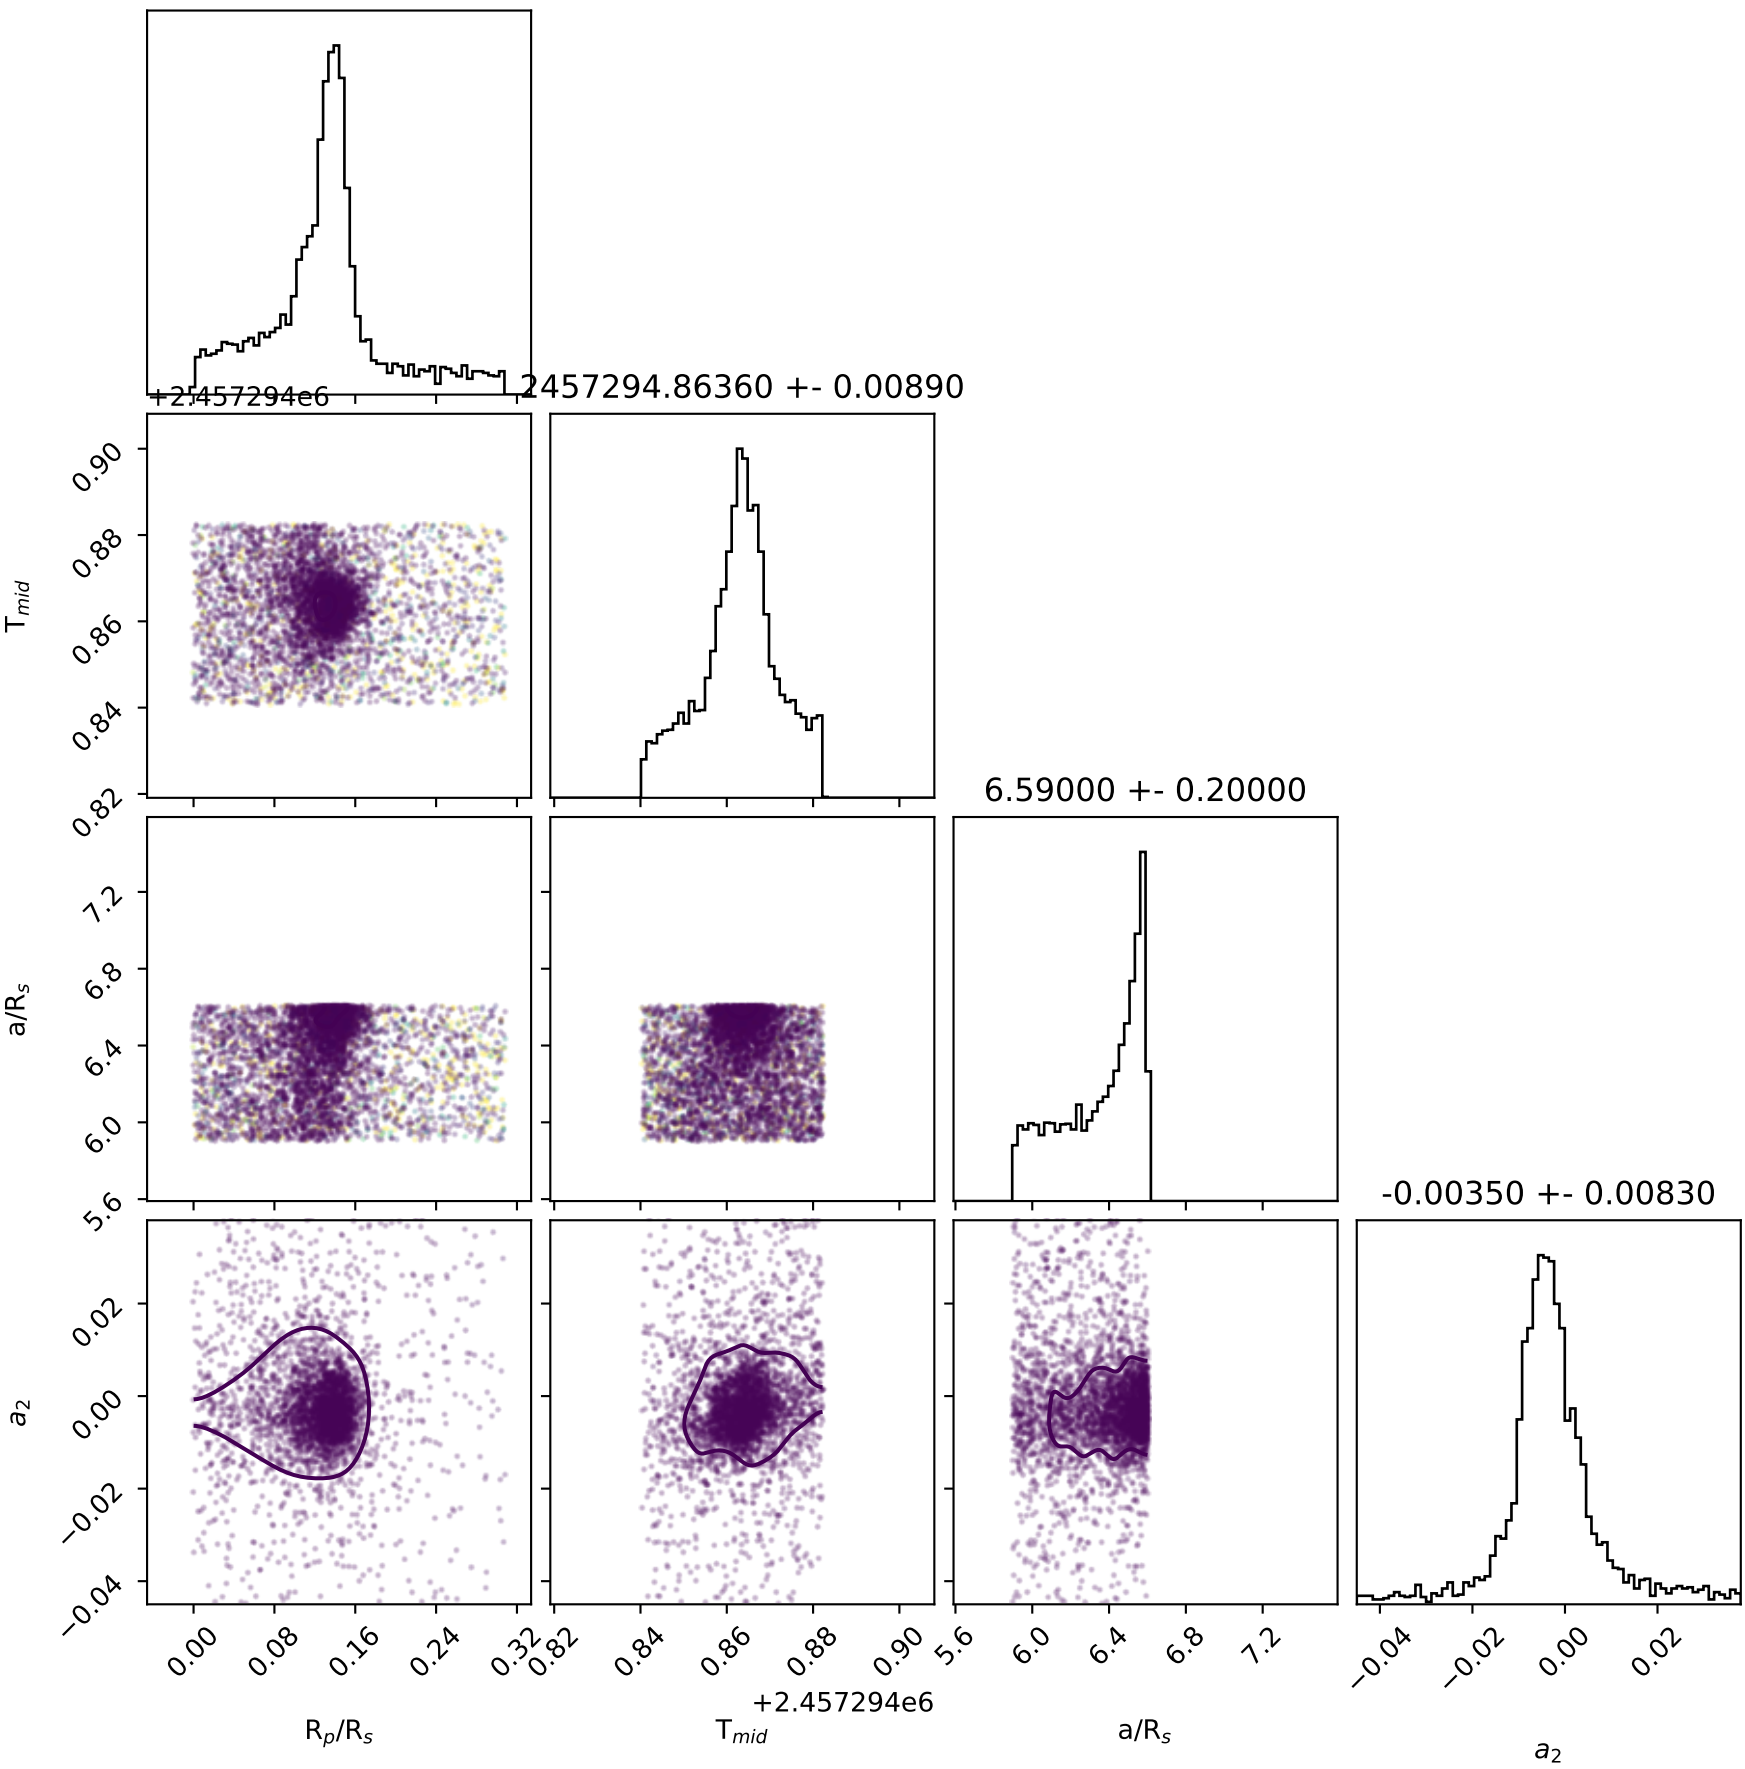 +2.457294e6
2457294.86360 +- 0.00890
0.90
0.88
0.86
0.84
0.82
T_mid
6.59000 +- 0.20000
7.2
6.8
6.4
6.0
5.6
a/R_s
-0.00350 +- 0.00830
0.02
0.00
−0.02
−0.04
a_2
0.00 0.08 0.16 0.24 0.32
0.82 0.84 0.86 0.88 0.90
5.6 6.0 6.4 6.8 7.2
−0.04 −0.02 0.00 0.02
+2.457294e6
R_p/R_s
T_mid
a/R_s
a_2